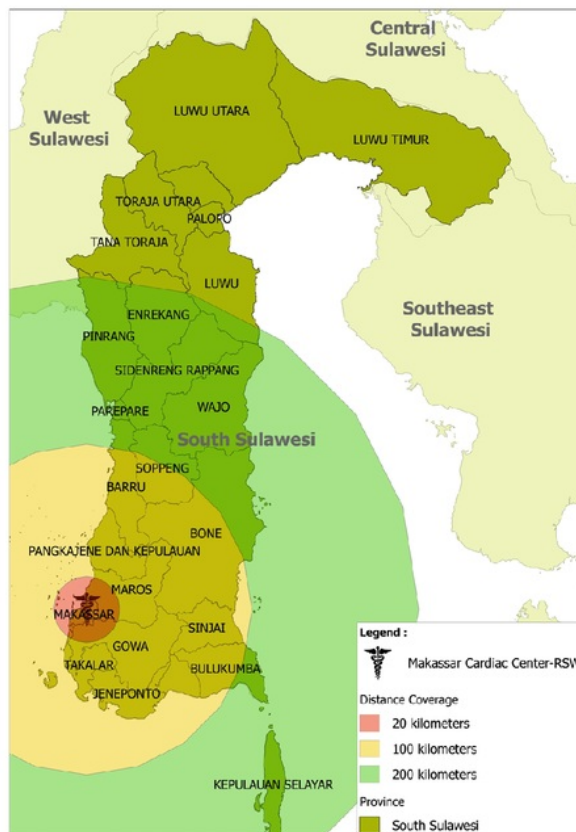 Central
Sulawesi
West
Sulawesi
LUWU UTARA
LUWU TIMUR
TORAJA UTARA
PALOPO
TANA TORAJA
LUWU
ENREKANG
PINRANG
Southeast
Sulawesi
SIDENRENG RAPPANG
PAREPARE
WAJO
South Sulawesi
SOPPENG
BARRU
BONE
PANGKAJENE DAN KEPULAUAN
MAROS
MAKASSAR
SINJAI
GOWA
TAKALAR
BULUKUMBA
JENEPONTO
KEPULAUAN SELAYAR
Legend :
Makassar Cardiac Center-RSW
Distance Coverage
20 kilometers
100 kilometers
200 kilometers
Province
South Sulawesi